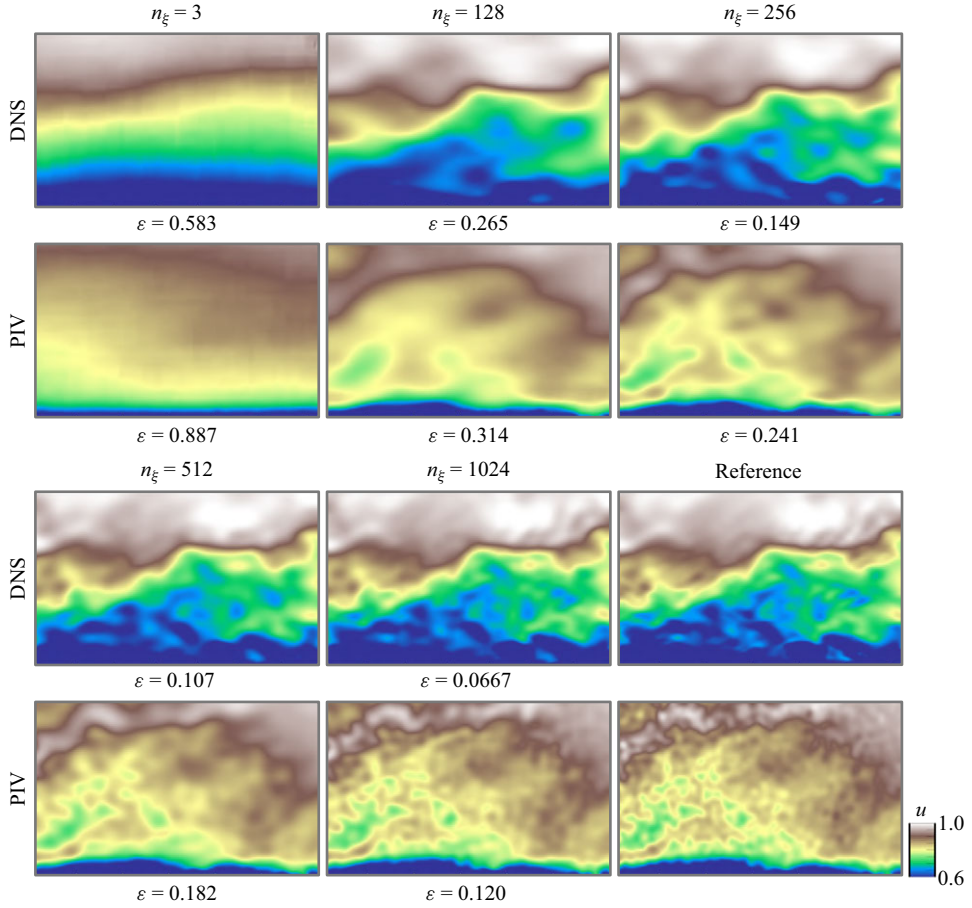 n_ξ = 3 n_ξ = 128 n_ξ = 256
DNS
ε = 0.583 ε = 0.265 ε = 0.149
PIV
ε = 0.887 ε = 0.314 ε = 0.241
n_ξ = 512 n_ξ = 1024 Reference
DNS
ε = 0.107 ε = 0.0667
PIV
u
1.0
0.6
ε = 0.182 ε = 0.120